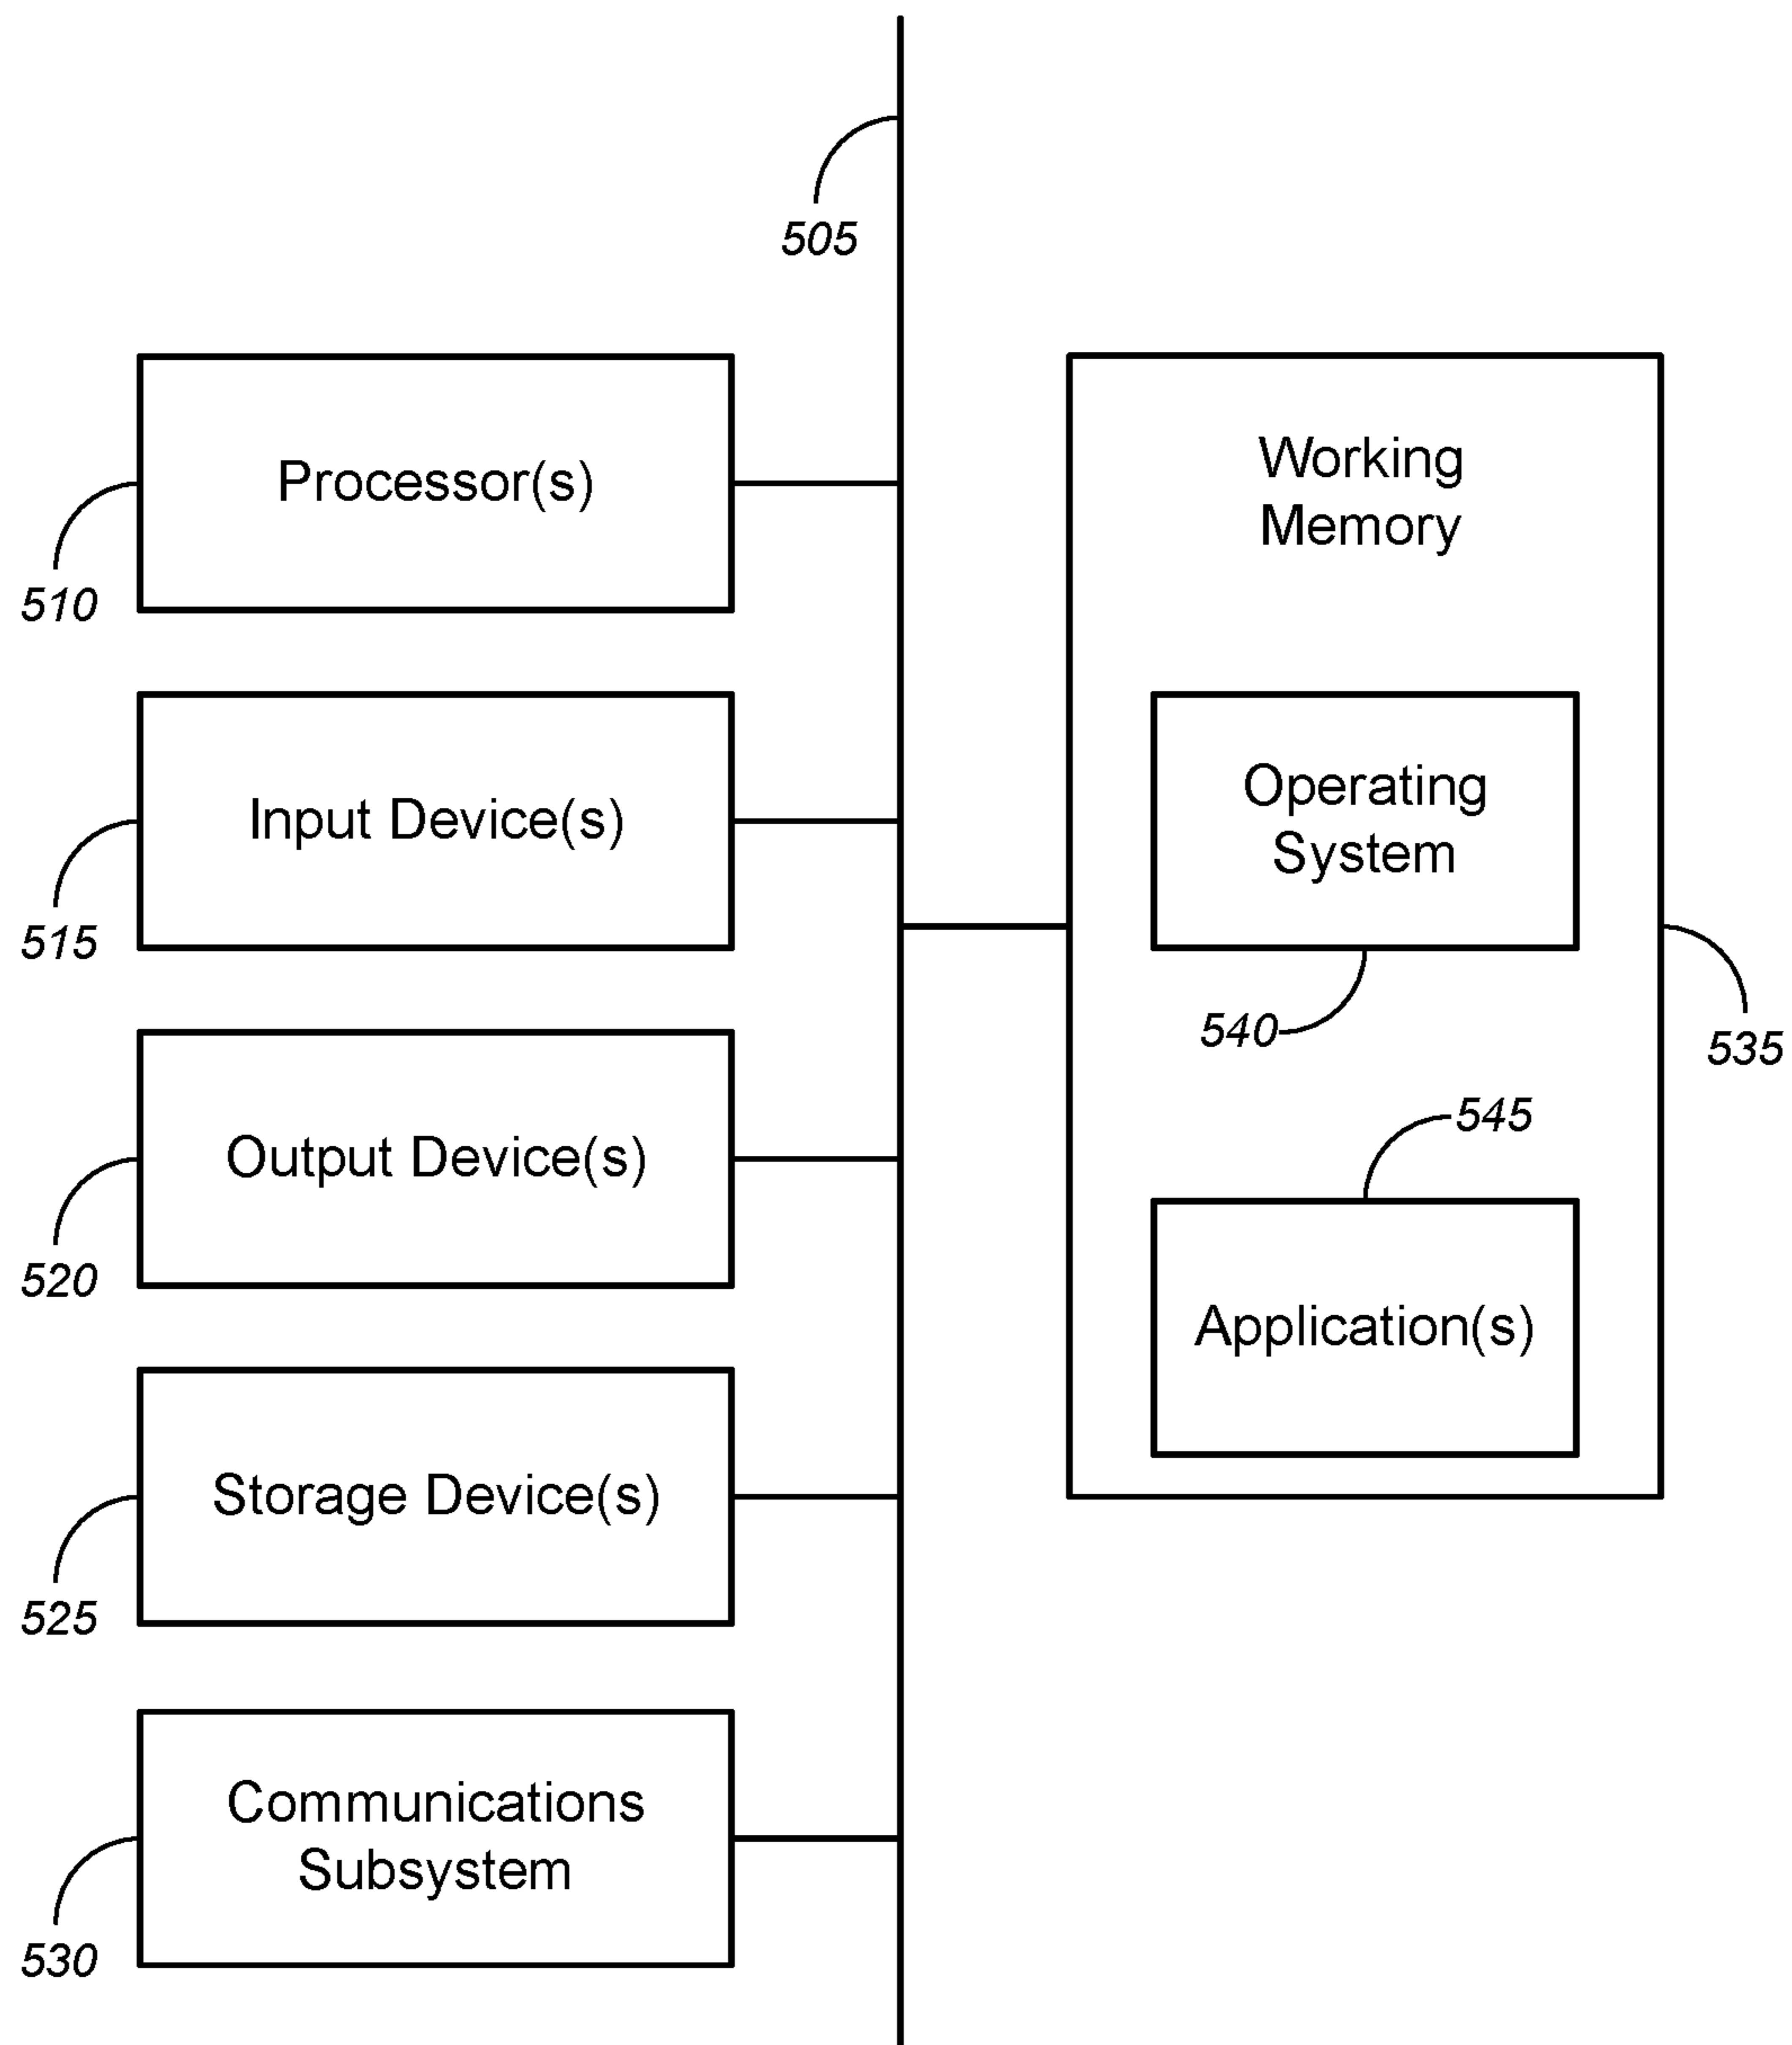 505
Processor(s)
510
Input Device(s)
515
Output Device(s)
520
Storage Device(s)
525
Communications
Subsystem
530
Working
Memory
Operating
System
540
535
545
Application(s)